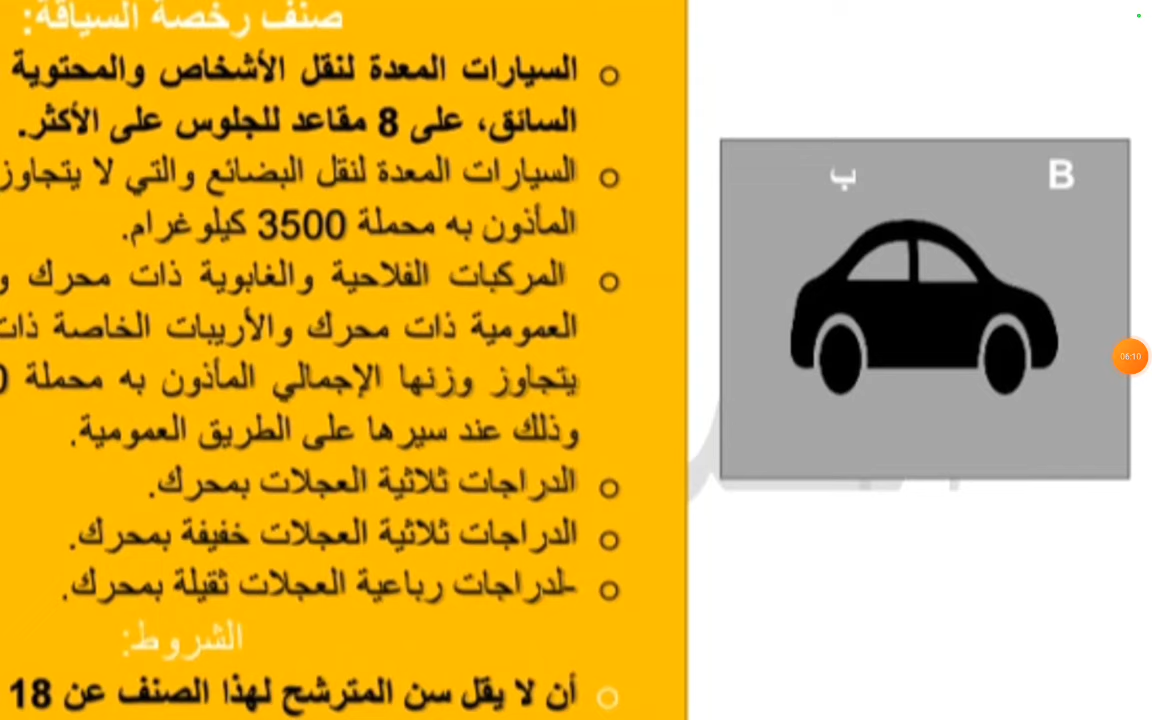 صنف رخصة السياقة:
السيارات المعدة لنقل الأشخاص والمحتوية
السائق، على 8 مقاعد للجلوس على الأكثر.
السيارات المعدة لنقل البضائع والتي لا يتجاوز
المأذون به محملة 3500 كيلوغرام.
المركبات الفلاحية والغابوية ذات محرك و
العمومية ذات محرك والأريبات الخاصة ذات
يتجاوز وزنها الإجمالي المأذون به محملة 0
وذلك عند سيرها على الطريق العمومية.
الدراجات ثلاثية العجلات بمحرك.
الدراجات ثلاثية العجلات خفيفة بمحرك.
لدراجات رباعية العجلات ثقيلة بمحرك.
الشروط:
أن لا يقل سن المترشح لهذا الصنف عن 18
B ب
06:10